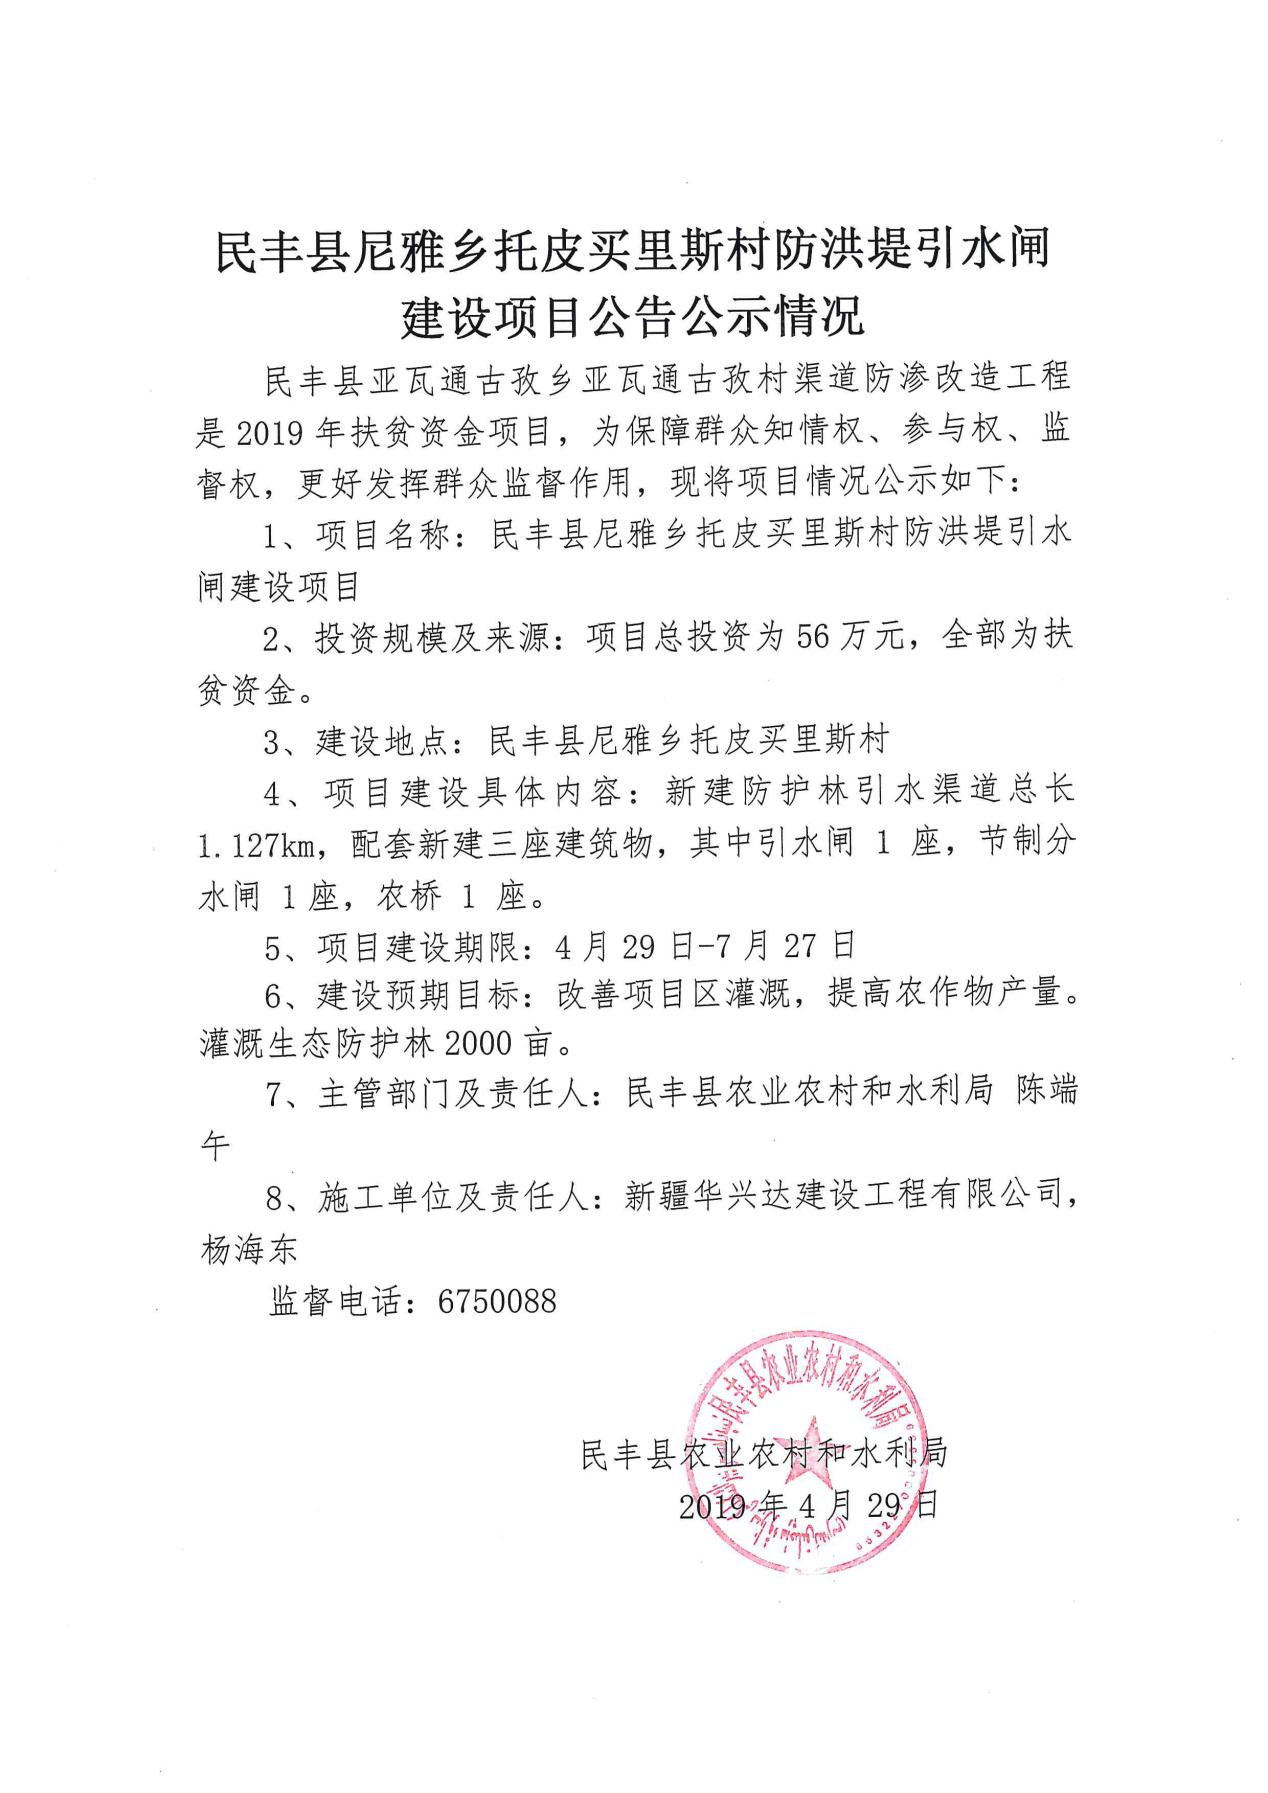 民丰县尼雅乡托皮买里斯村防洪堤引水闸
建设项目公告公示情况
民丰县亚瓦通古孜乡亚瓦通古孜村渠道防渗改造工程
是2019年扶贫资金项目，为保障群众知情权、参与权、监
督权，更好发挥群众监督作用，现将项目情况公示如下：
1、项目名称：民丰县尼雅乡托皮买里斯村防洪堤引水
闸建设项目
2、投资规模及来源：项目总投资为56万元，全部为扶
贫资金。
3、建设地点：民丰县尼雅乡托皮买里斯村
4、项目建设具体内容：新建防护林引水渠道总长
1.127km，配套新建三座建筑物，其中引水闸 1 座，节制分
水闸 1座，农桥 1 座。
5、项目建设期限：4月29日-7月27日
6、建设预期目标：改善项目区灌溉，提高农作物产量。
灌溉生态防护林2000亩。
7、主管部门及责任人：民丰县农业农村和水利局 陈端
午
8、施工单位及责任人：新疆华兴达建设工程有限公司，
杨海东
监督电话：6750088
民丰县农业农村和水利局
民丰县农业农村和水利局
2019年4月29日